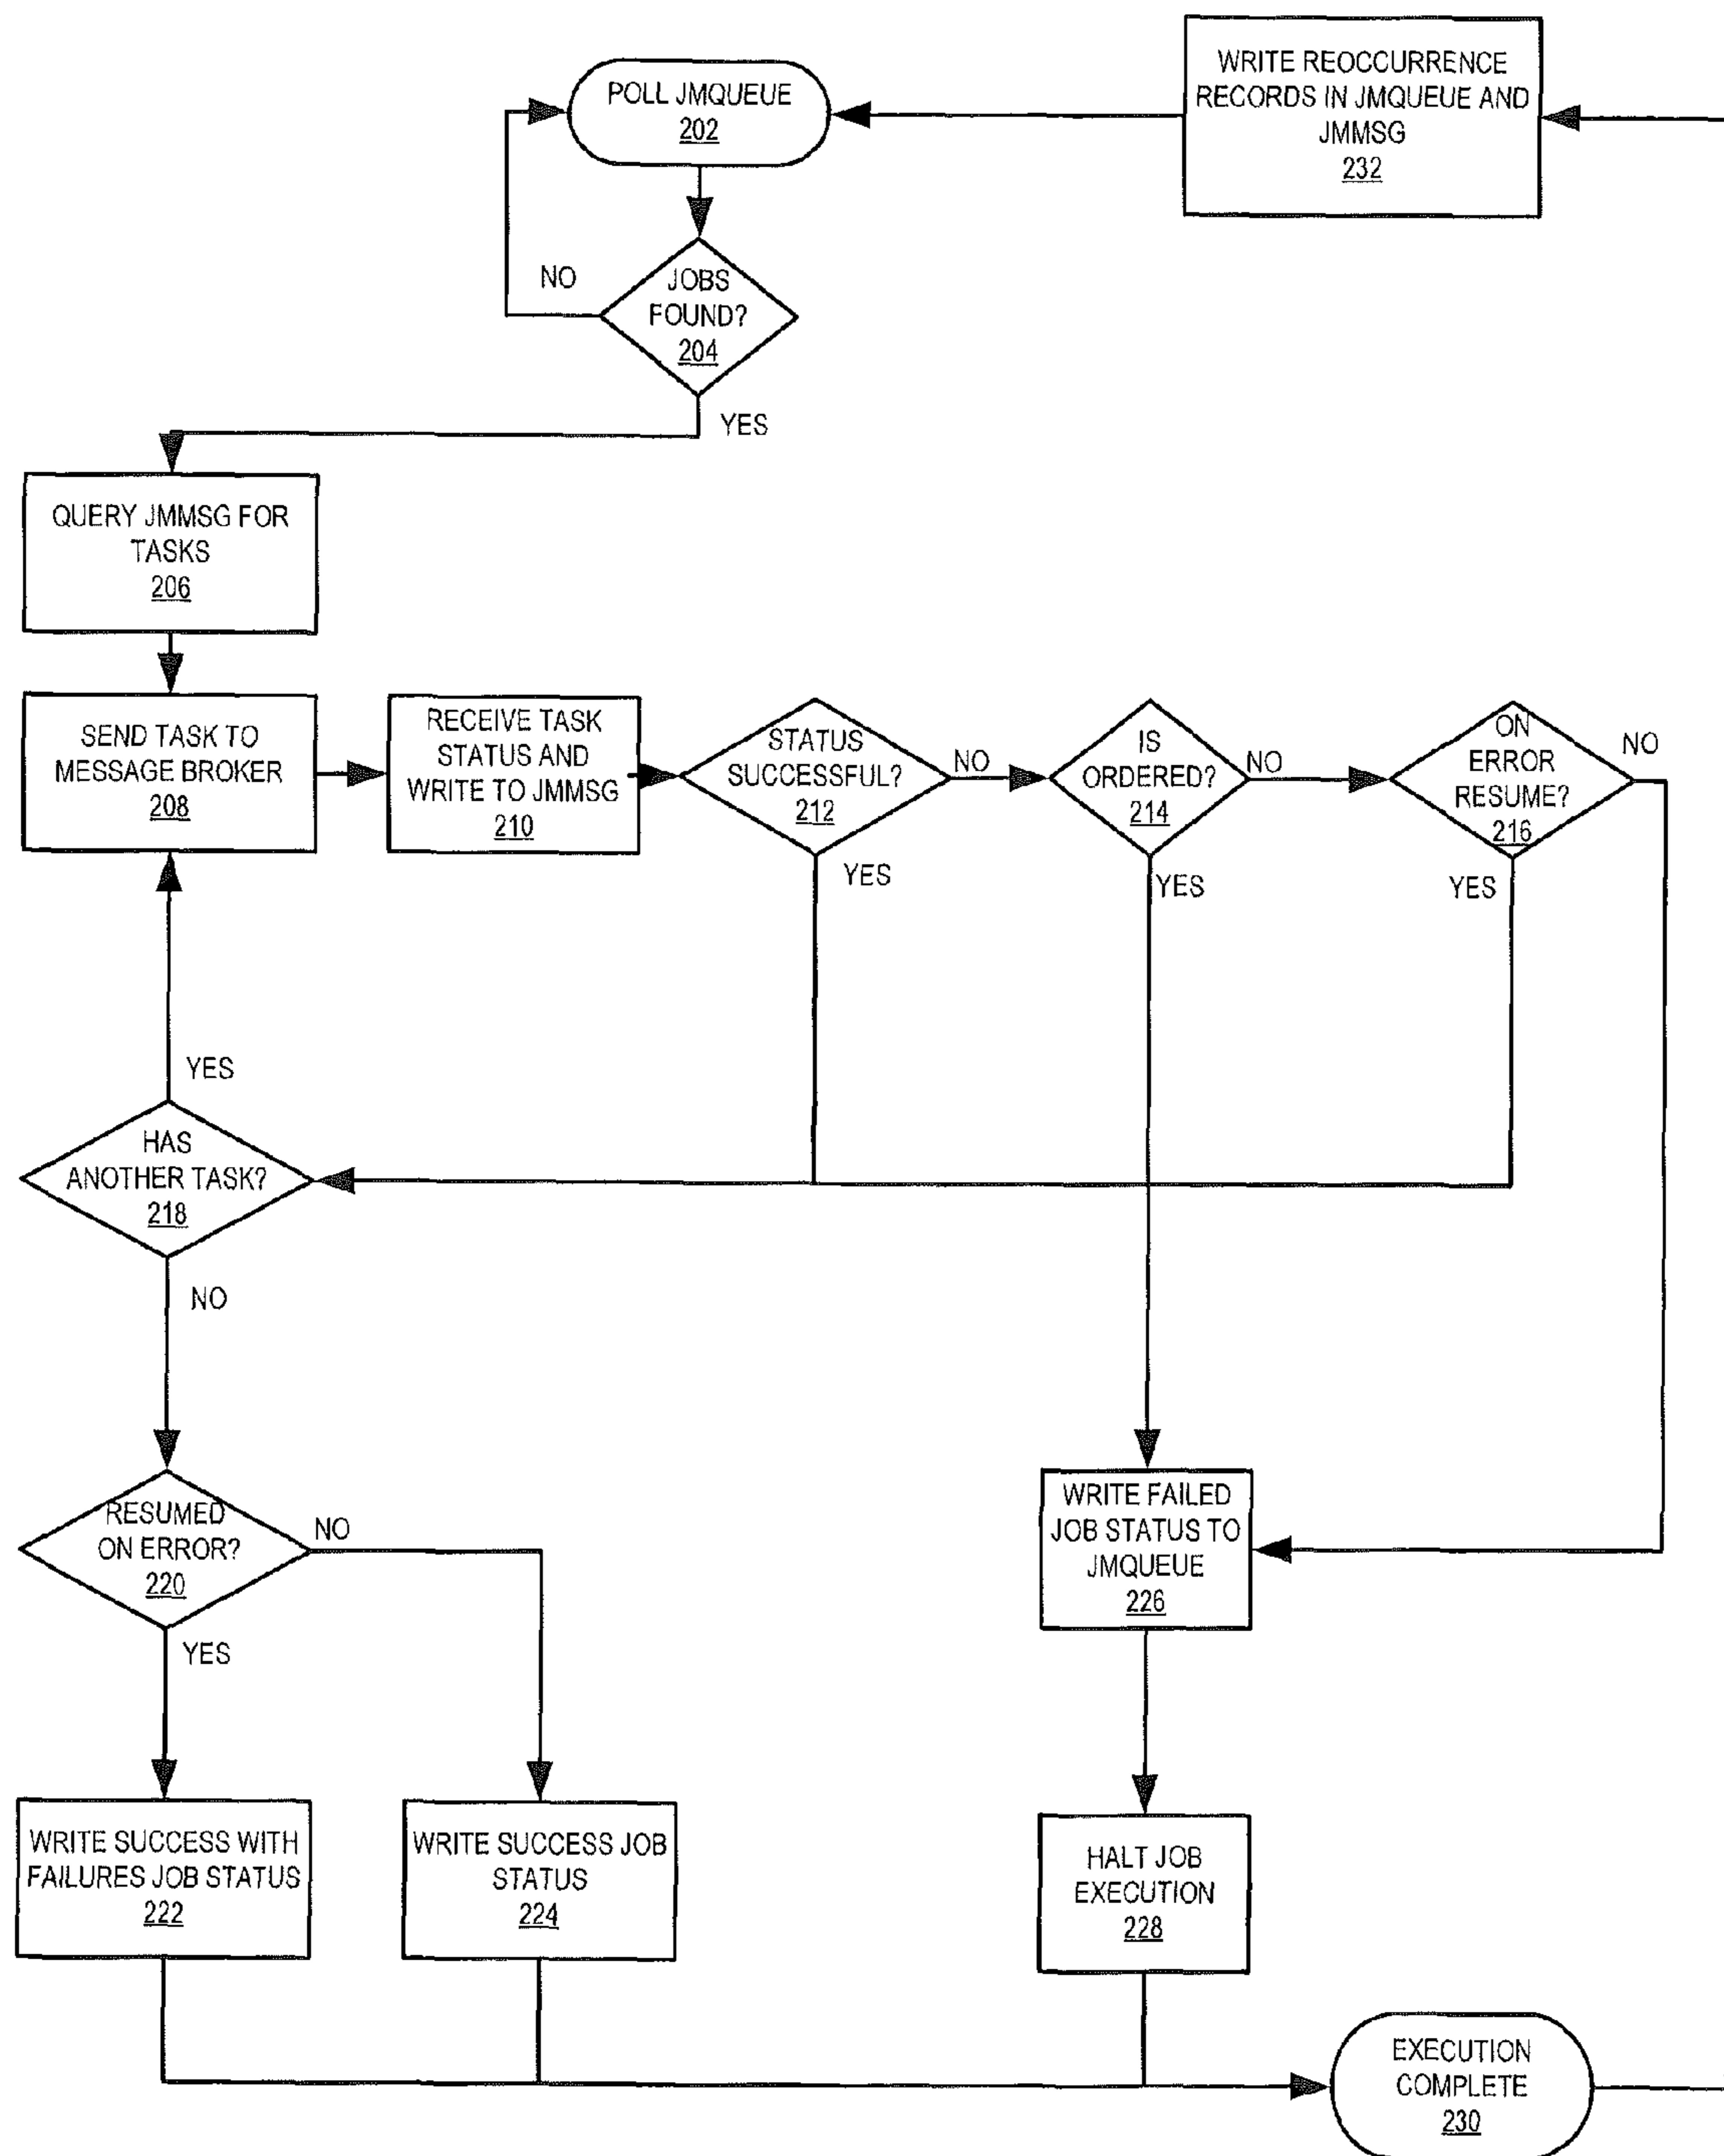 WRITE REOCCURRENCE
RECORDS IN JMQUEUE AND
JMMSG
232
POLL JMQUEUE
202
JOBS
FOUND?
204
NO
YES
QUERY JMMSG FOR
TASKS
206
SEND TASK TO
MESSAGE BROKER
208
RECEIVE TASK
STATUS AND
WRITE TO JMMSG
210
STATUS
SUCCESSFUL?
212
NO
YES
IS
ORDERED?
214
NO
YES
ON
ERROR
RESUME?
216
NO
YES
YES
HAS
ANOTHER TASK?
218
NO
RESUMED
ON ERROR?
220
NO
YES
WRITE FAILED
JOB STATUS TO
JMQUEUE
226
WRITE SUCCESS WITH
FAILURES JOB STATUS
222
WRITE SUCCESS JOB
STATUS
224
HALT JOB
EXECUTION
228
EXECUTION
COMPLETE
230